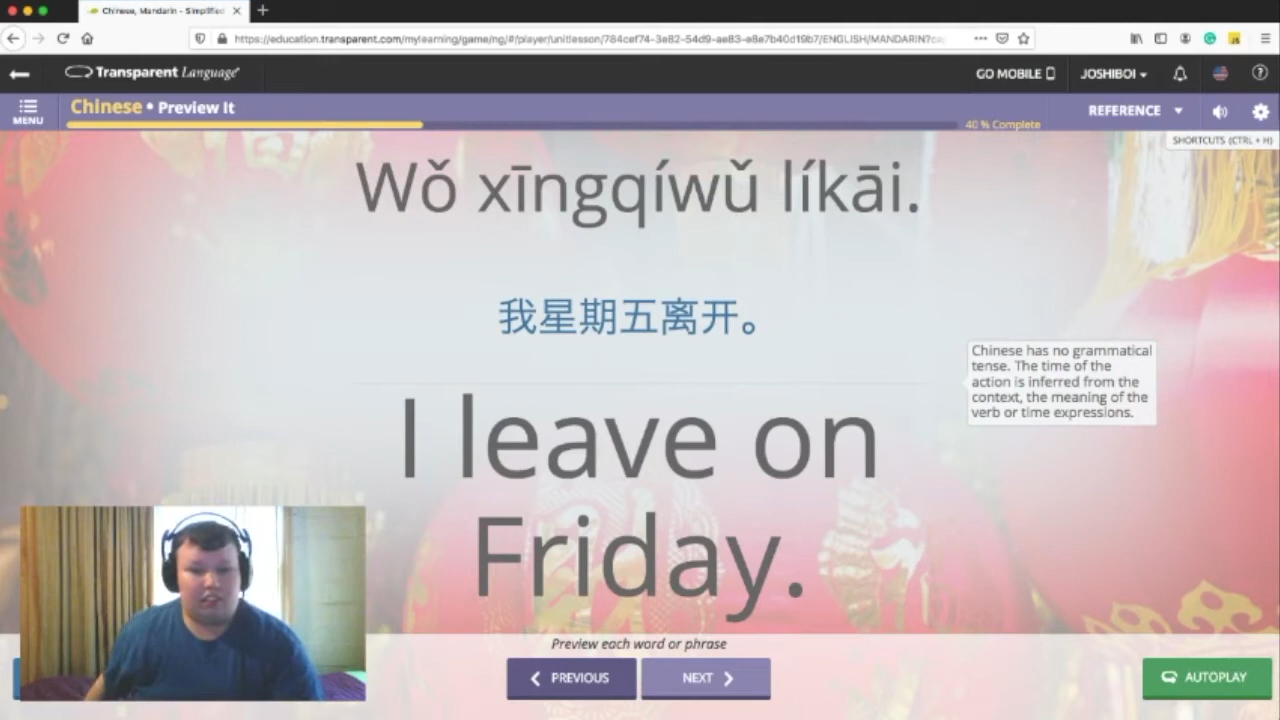 Chinese, Mandarin - Simplified
https://education.transparent.com/mylearning/game/ng/#/player/unitlesson/784cef74-3e82-54d9-ae83-e8e7b40d19b7/ENGLISH/MANDARIN?
Transparent Language
GO MOBILE
JOSHIBOI
MENU
Chinese • Preview It
40 % Complete
REFERENCE
SHORTCUTS (CTRL + H)
Wǒ xīngqíwǔ líkāi.
我星期五离开。
Chinese has no grammatical
tense. The time of the
action is inferred from the
context, the meaning of the
verb or time expressions.
I leave on
Friday.
Preview each word or phrase
PREVIOUS
NEXT
AUTOPLAY